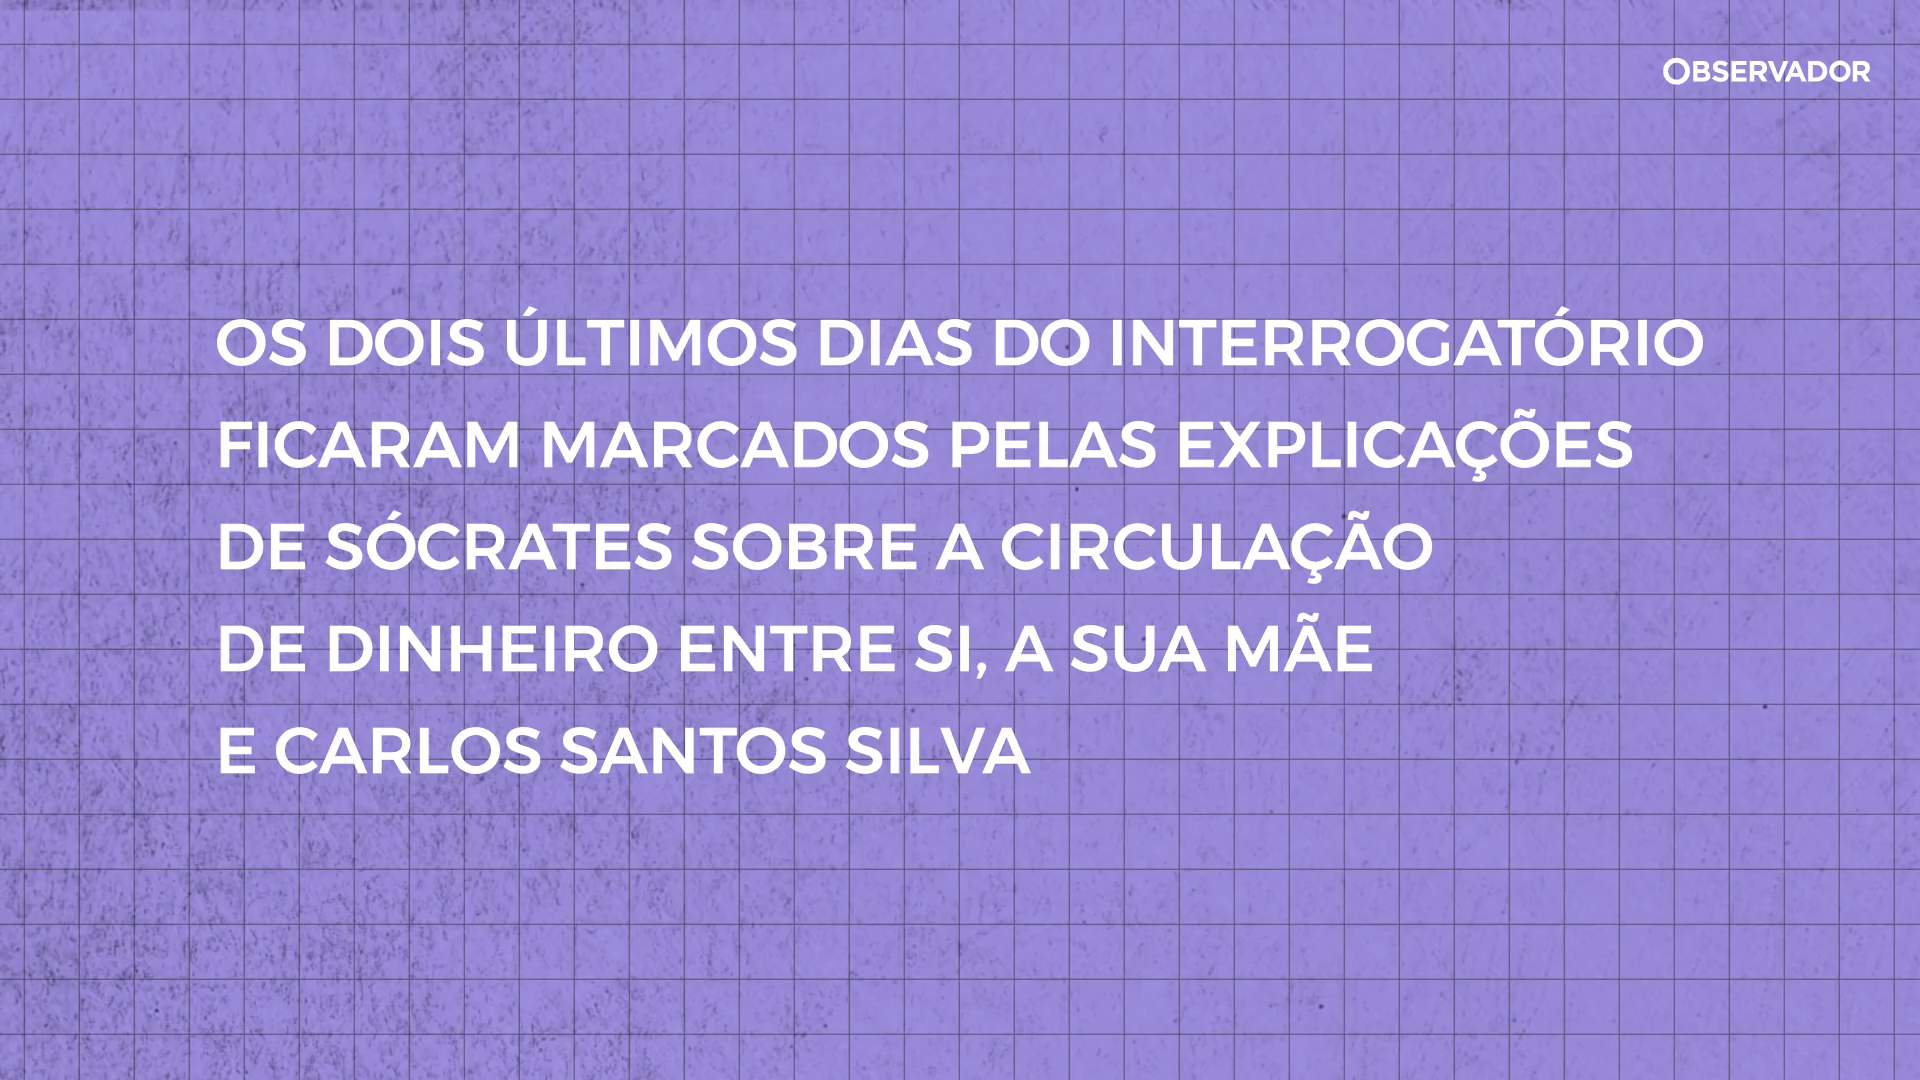 OBSERVADOR
OS DOIS ÚLTIMOS DIAS DO INTERROGATÓRIO
FICARAM MARCADOS PELAS EXPLICAÇÕES
DE SÓCRATES SOBRE A CIRCULAÇÃO
DE DINHEIRO ENTRE SI, A SUA MÃE
E CARLOS SANTOS SILVA